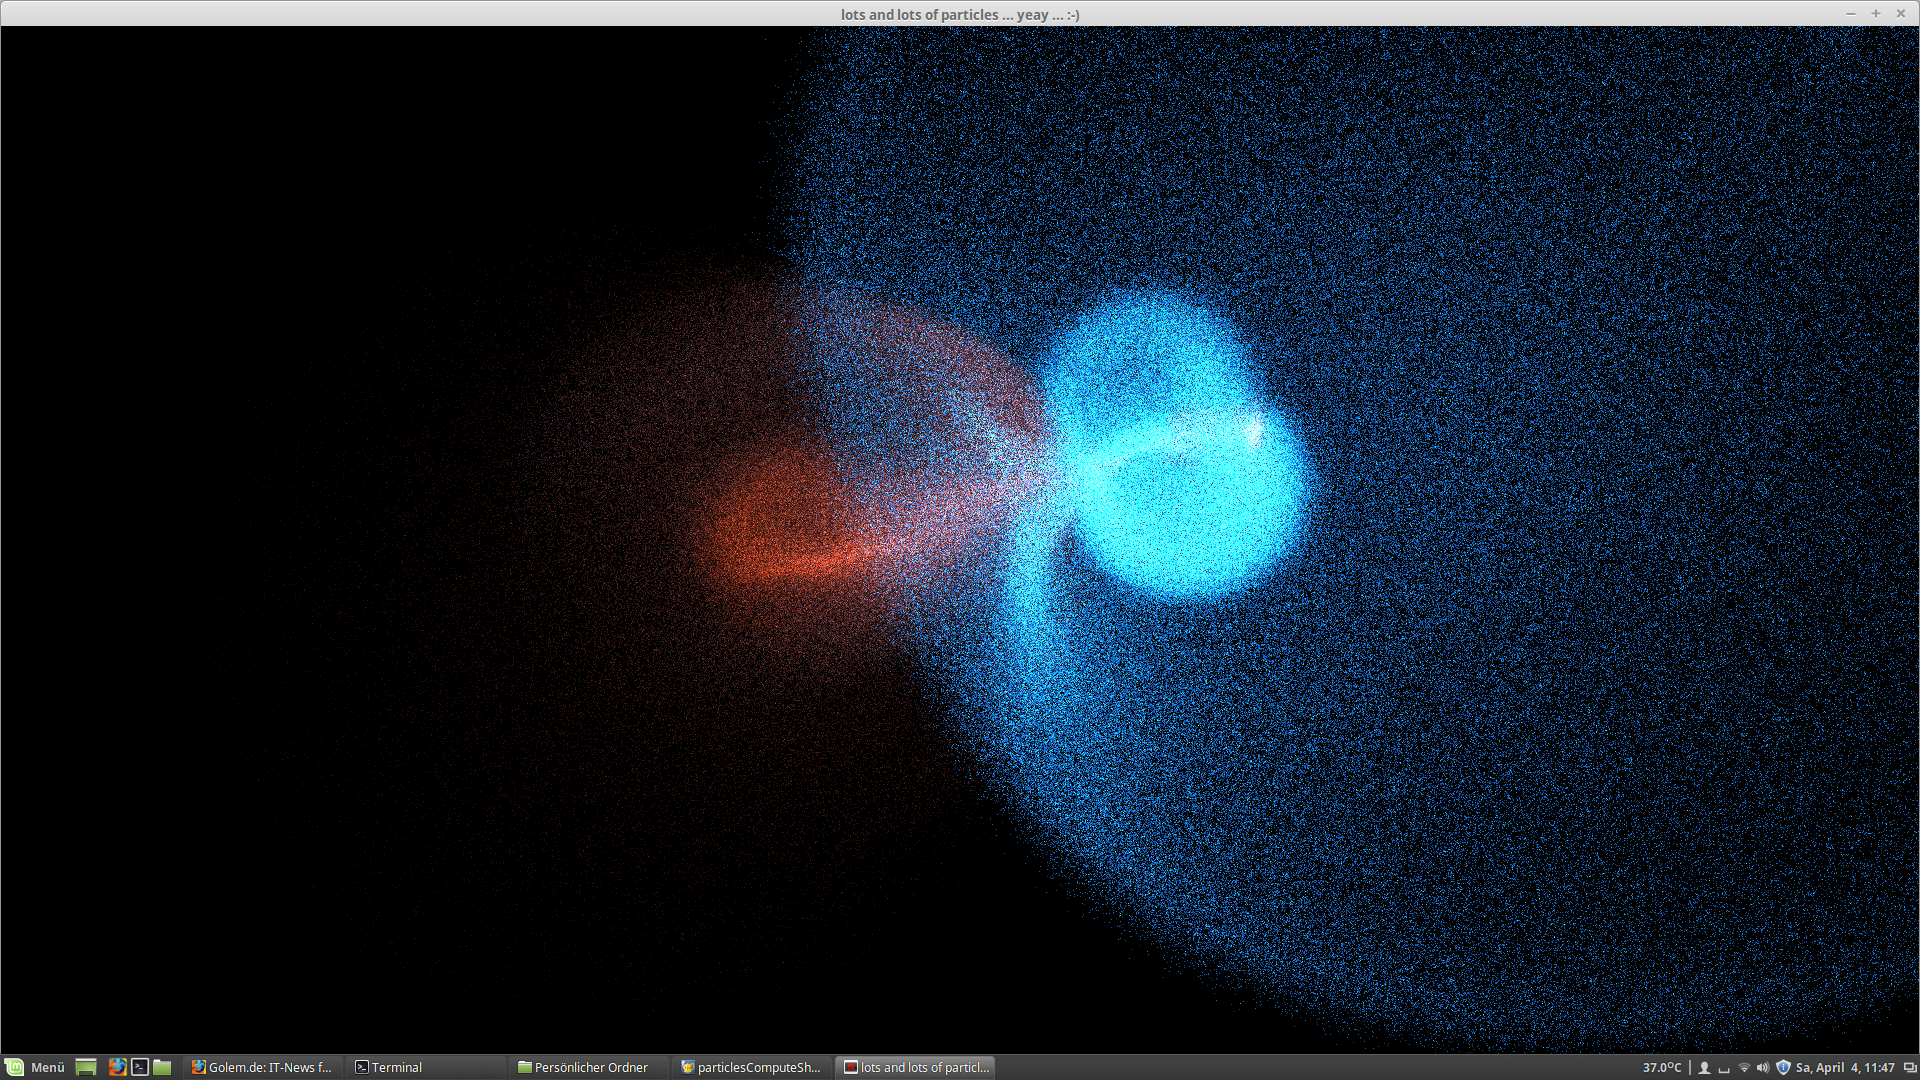 lots and lots of particles ... yeay ... :-)
Menü
Golem.de: IT-News f...
Terminal
Persönlicher Ordner
particlesComputeSh...
lots and lots of particl...
37.0°C
Sa, April 4, 11:47